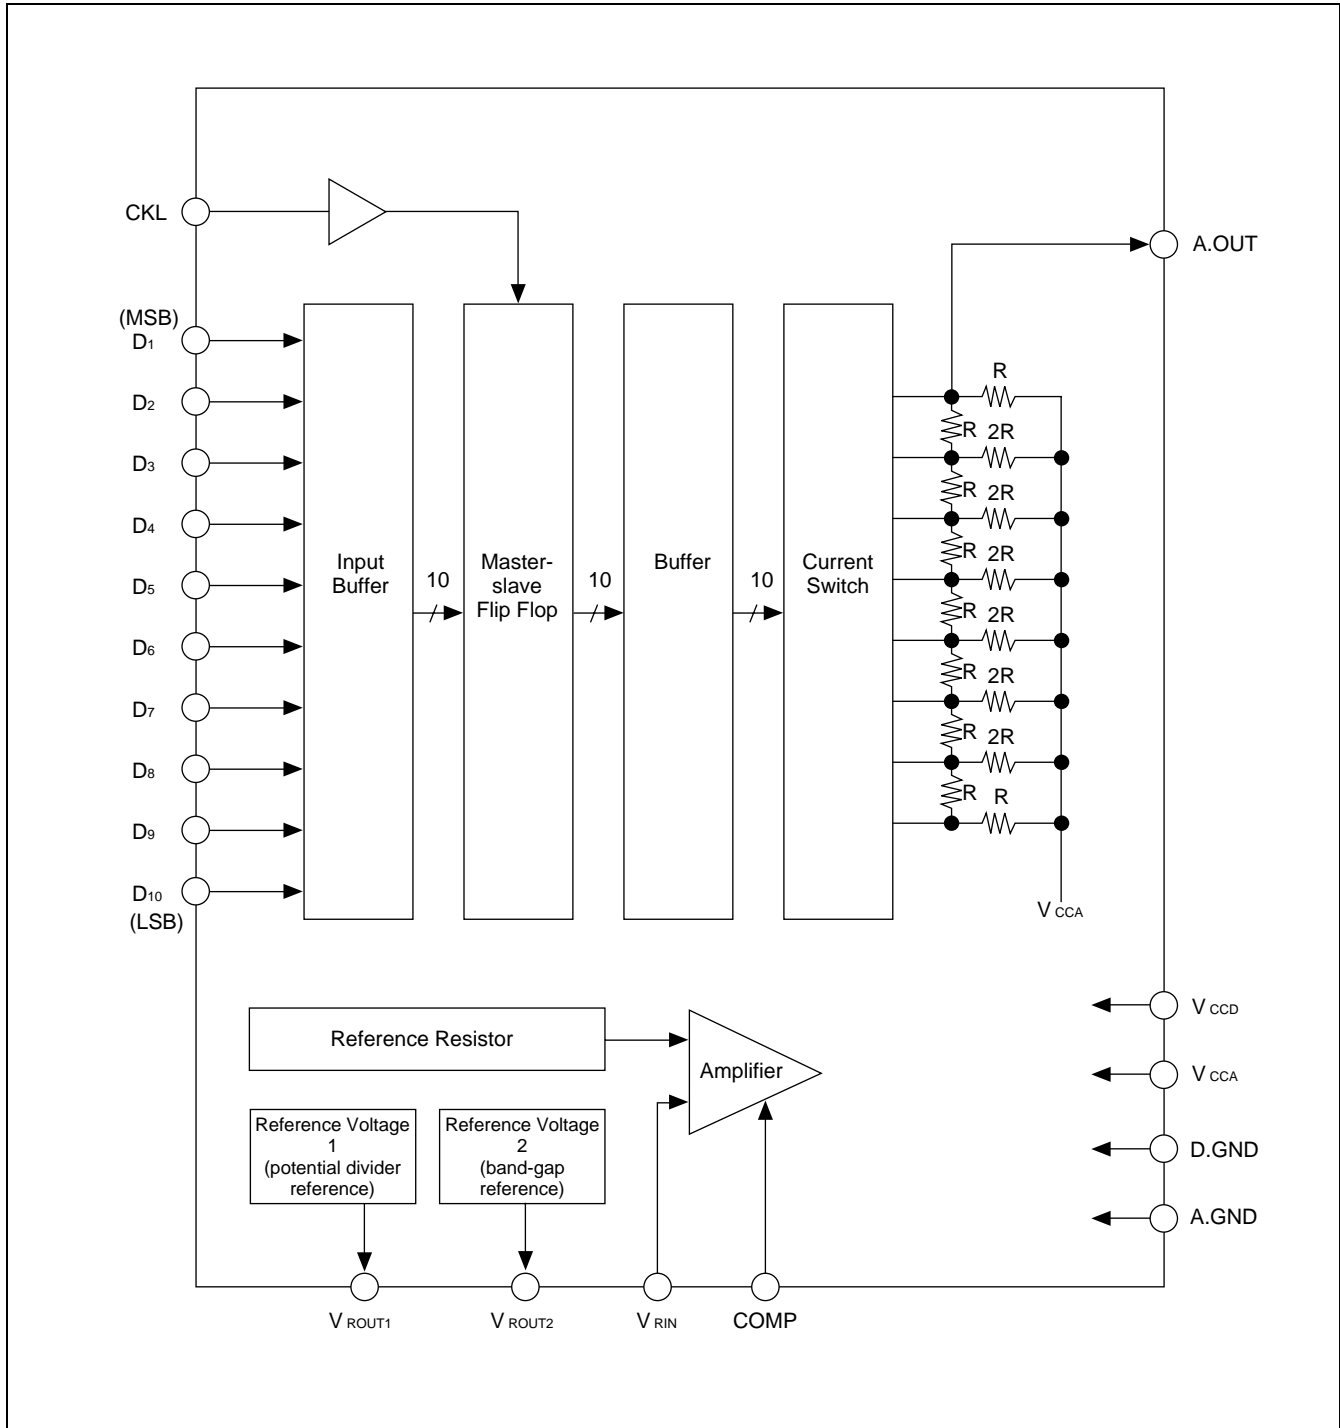 CKL
A.OUT
(MSB)
D1
D2
D3
D4
D5
D6
D7
D8
D9
D10
(LSB)
Input
Buffer
10
Master-
slave
Flip Flop
10
Buffer
10
Current
Switch
R
R
2R
R
2R
R
2R
R
2R
R
2R
R
2R
R
R
V CCA
V CCD
V CCA
D.GND
A.GND
Reference Resistor
Amplifier
Reference Voltage
1
(potential divider
reference)
Reference Voltage
2
(band-gap
reference)
V ROUT1
V ROUT2
V RIN
COMP